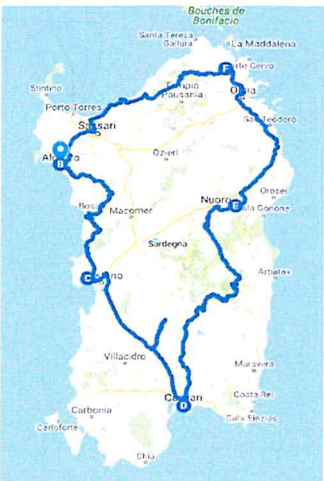 Bouches de
Bonifacio
Santa Teresa
Gallura
La Maddalena
Porto Cervo
Stintino
Tempio
Pausania
Olbia
Porto Torres
San Teodoro
Sassari
Ozieri
B
Bosa
Macomer
Nuoro
E
Orosei
Cala Gonone
Sardegna
C
Arbatax
Villacidro
Muravera
Carbonia
Cagliari
D
Costa Rei
Cala Sinzias
Carloforte
Chia